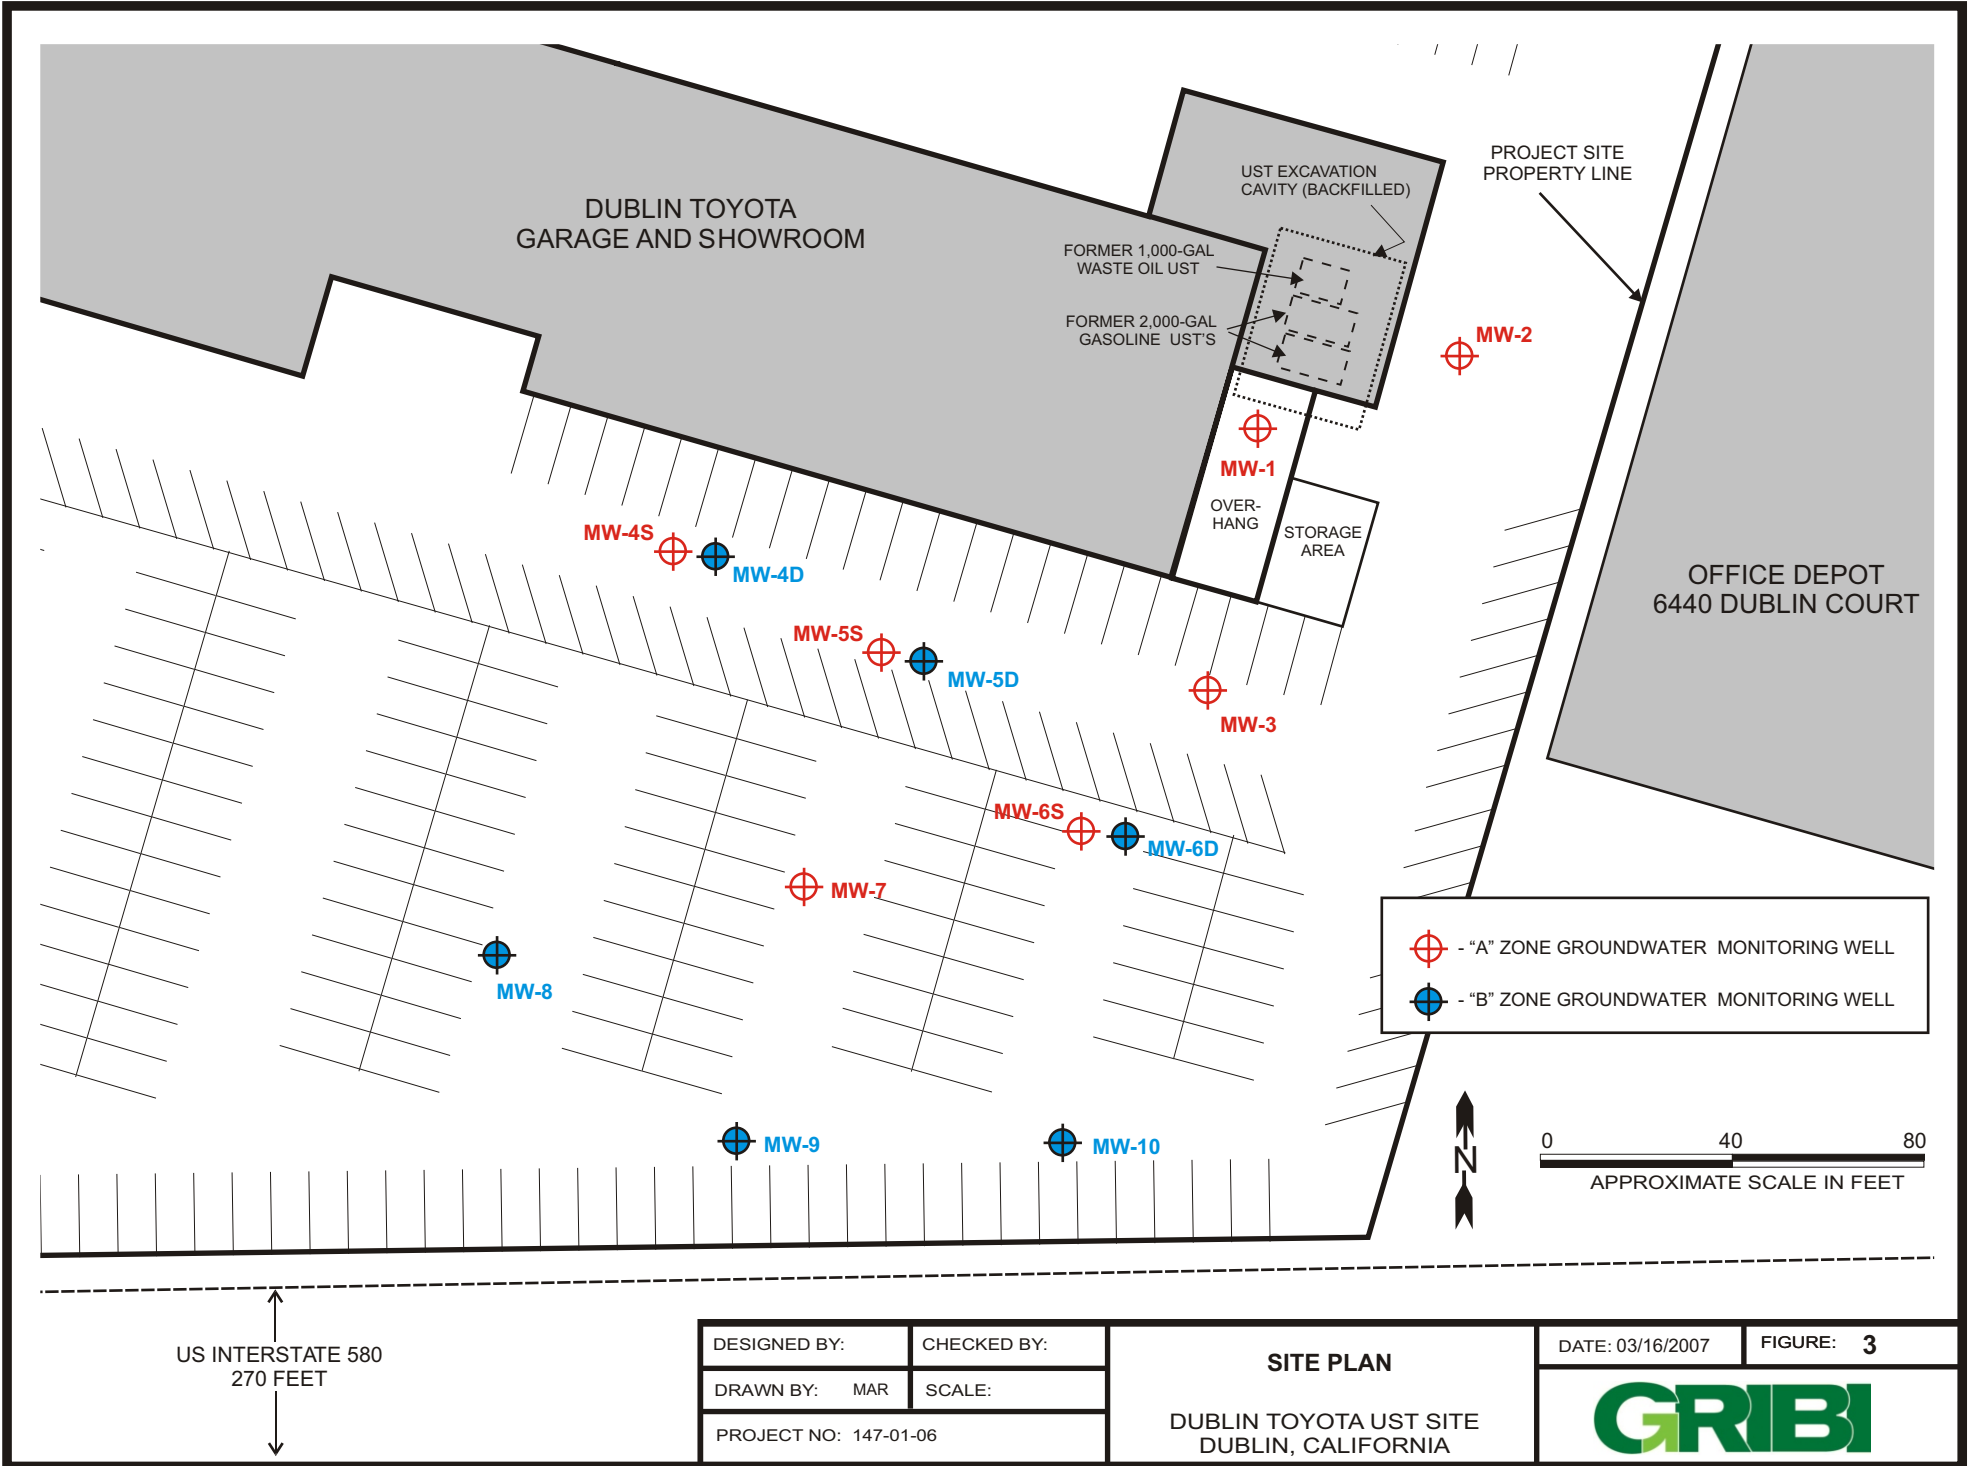 DUBLIN TOYOTA
GARAGE AND SHOWROOM
UST EXCAVATION
CAVITY (BACKFILLED)
PROJECT SITE
PROPERTY LINE
FORMER 1,000-GAL
WASTE OIL UST
FORMER 2,000-GAL
GASOLINE UST'S
MW-2
MW-1
OVER-
HANG
STORAGE
AREA
MW-4S
MW-4D
OFFICE DEPOT
6440 DUBLIN COURT
MW-5S
MW-5D
MW-3
MW-6S
MW-6D
MW-7
MW-8
- “A” ZONE GROUNDWATER MONITORING WELL
- “B” ZONE GROUNDWATER MONITORING WELL
MW-9
MW-10
N
0 40 80
APPROXIMATE SCALE IN FEET
US INTERSTATE 580
270 FEET
DESIGNED BY:
CHECKED BY:
DRAWN BY: MAR
SCALE:
PROJECT NO: 147-01-06
SITE PLAN
DUBLIN TOYOTA UST SITE
DUBLIN, CALIFORNIA
DATE: 03/16/2007
FIGURE: 3
GRIBI